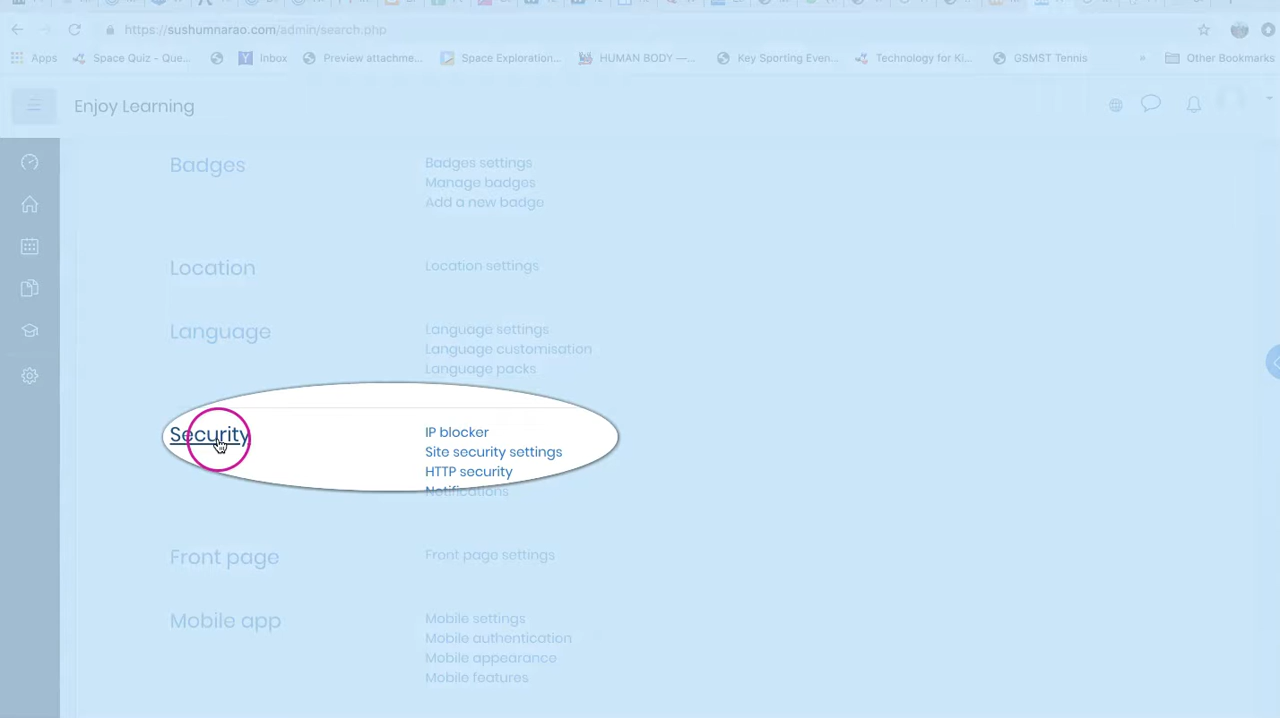 https://sushumnarao.com/admin/search.php
Apps Space Quiz - Que... Inbox Preview attachme... Space Exploration... HUMAN BODY —... Key Sporting Even... Technology for Ki... GSMST Tennis » Other Bookmarks
Enjoy Learning
Badges Badges settings
Manage badges
Add a new badge
Location Location settings
Language Language settings
Language customisation
Language packs
Security IP blocker
Site security settings
HTTP security
Notifications
Front page Front page settings
Mobile app Mobile settings
Mobile authentication
Mobile appearance
Mobile features